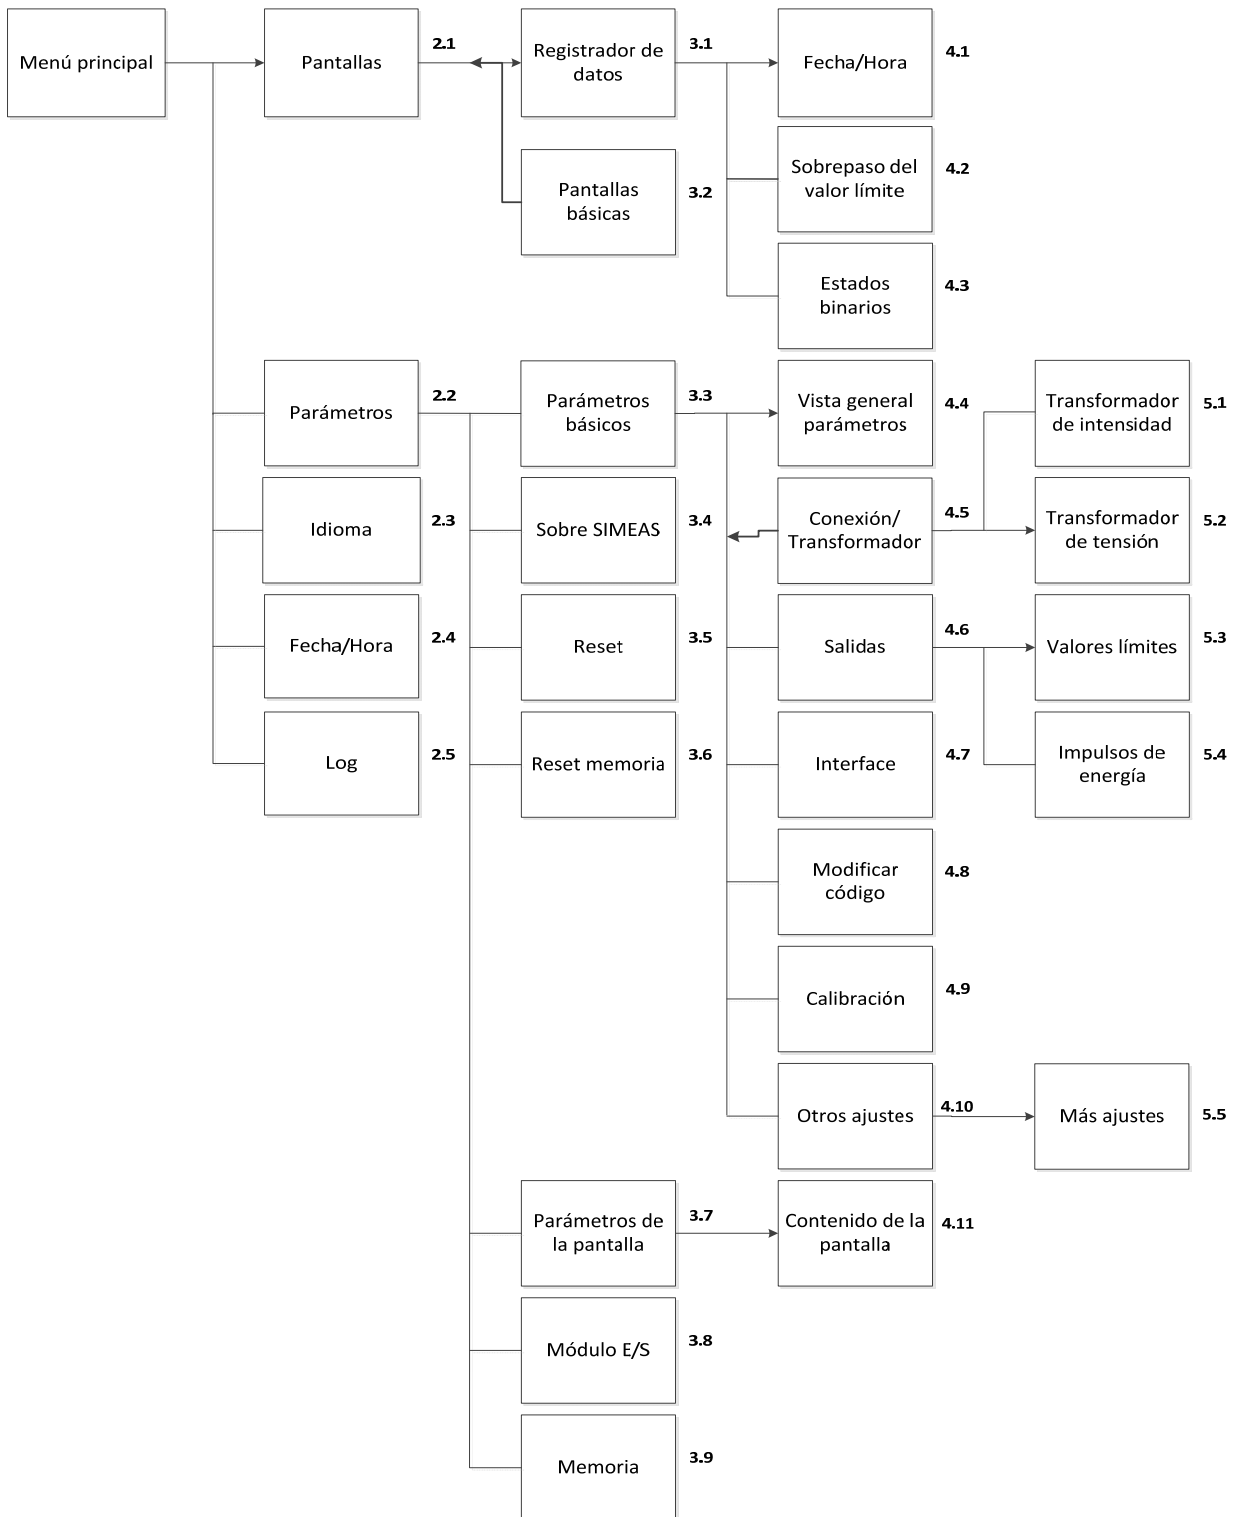 Menú principal
Pantallas
2.1
Registrador de
datos
3.1
Fecha/Hora
4.1
Sobrepaso del
valor límite
4.2
Pantallas
básicas
3.2
Estados
binarios
4.3
Parámetros
2.2
Parámetros
básicos
3.3
Vista general
parámetros
4.4
Transformador
de intensidad
5.1
Idioma
2.3
Sobre SIMEAS
3.4
Conexión/
Transformador
4.5
Transformador
de tensión
5.2
Fecha/Hora
2.4
Reset
3.5
Salidas
4.6
Valores límites
5.3
Log
2.5
Reset memoria
3.6
Interface
4.7
Impulsos de
energía
5.4
Modificar
código
4.8
Calibración
4.9
Otros ajustes
4.10
Más ajustes
5.5
Parámetros de
la pantalla
3.7
Contenido de la
pantalla
4.11
Módulo E/S
3.8
Memoria
3.9